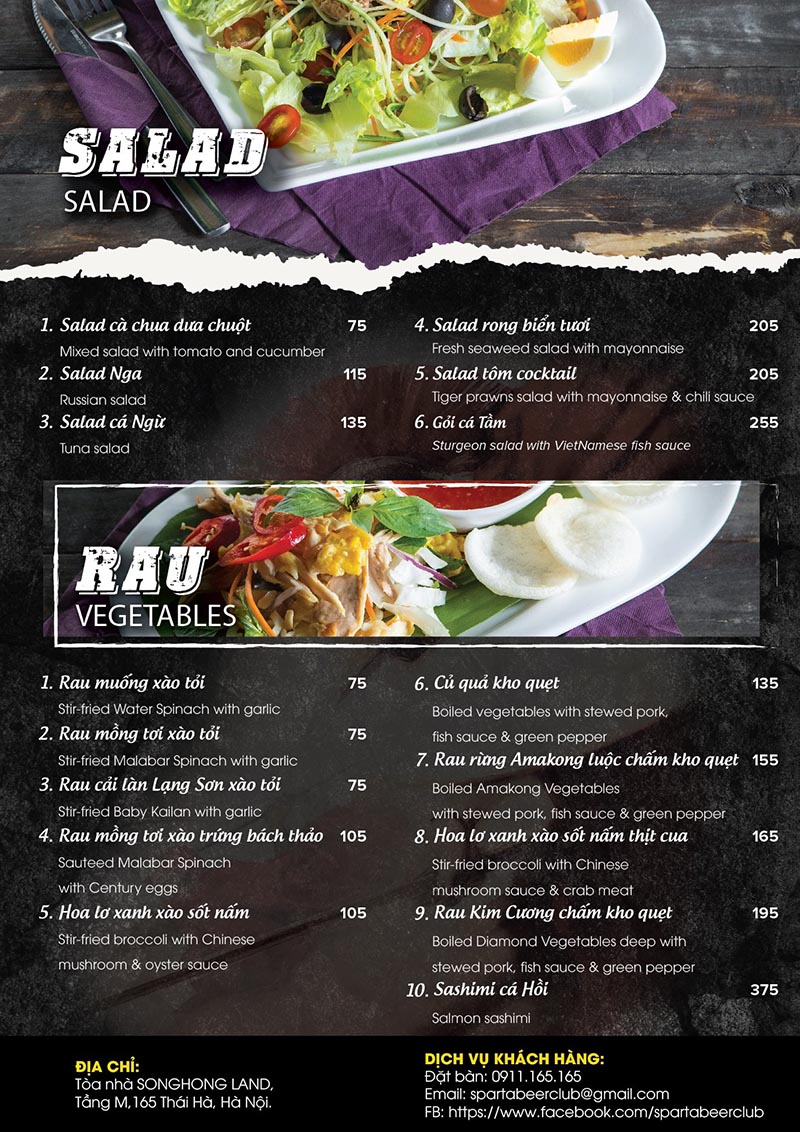 SALAD
SALAD
1. Salad cà chua dưa chuột 75
Mixed salad with tomato and cucumber
2. Salad Nga 115
Russian salad
3. Salad cá Ngừ 135
Tuna salad
4. Salad rong biển tươi 205
Fresh seaweed salad with mayonnaise
5. Salad tôm cocktail 205
Tiger prawns salad with mayonnaise & chili sauce
6. Gỏi cá Tầm 255
Sturgeon salad with VietNamese fish sauce
RAU
VEGETABLES
1. Rau muống xào tỏi 75
Stir-fried Water Spinach with garlic
2. Rau mồng tơi xào tỏi 75
Stir-fried Malabar Spinach with garlic
3. Rau cải làn Lạng Sơn xào tỏi 75
Stir-fried Baby Kailan with garlic
4. Rau mồng tơi xào trứng bách thảo 105
Sauteed Malabar Spinach
with Century eggs
5. Hoa lơ xanh xào sốt nấm 105
Stir-fried broccoli with Chinese
mushroom & oyster sauce
6. Củ quả kho quẹt 135
Boiled vegetables with stewed pork,
fish sauce & green pepper
7. Rau rừng Amakong luộc chấm kho quẹt 155
Boiled Amakong Vegetables
with stewed pork, fish sauce & green pepper
8. Hoa lơ xanh xào sốt nấm thịt cua 165
Stir-fried broccoli with Chinese
mushroom sauce & crab meat
9. Rau Kim Cương chấm kho quẹt 195
Boiled Diamond Vegetables deep with
stewed pork, fish sauce & green pepper
10. Sashimi cá Hồi 375
Salmon sashimi
ĐỊA CHỈ:
Tòa nhà SONGHONG LAND,
Tầng M,165 Thái Hà, Hà Nội.
DỊCH VỤ KHÁCH HÀNG:
Đặt bàn: 0911.165.165
Email: spartabeerclub@gmail.com
FB: https://www.facebook.com/spartabeerclub